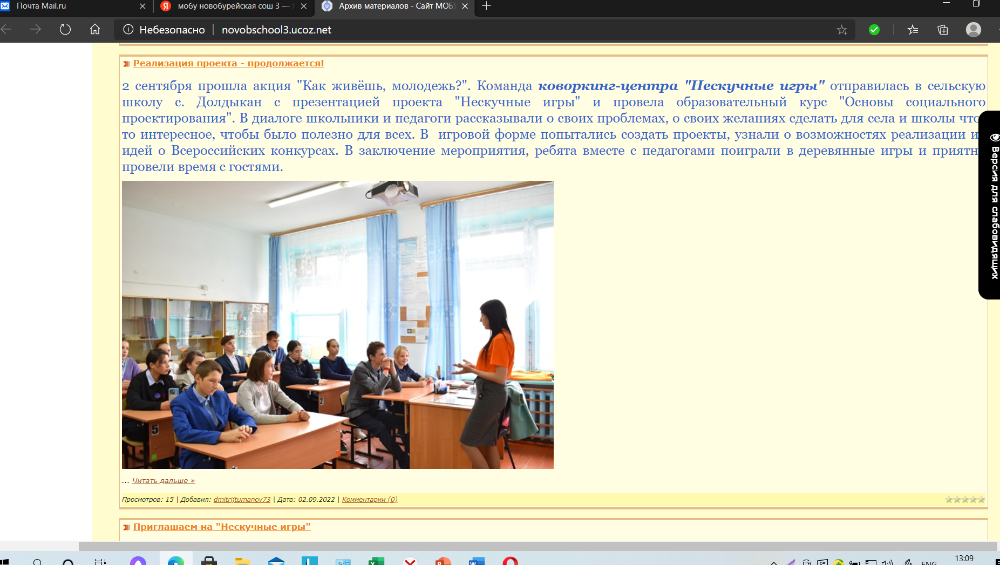 Почта Mail.ru
мобу новобурейская сош 3 —
Архив материалов - Сайт МОБУ
Небезопасно | novobschool3.ucoz.net
Реализация проекта - продолжается!
2 сентября прошла акция "Как живёшь, молодежь?". Команда коворкинг-центра "Нескучные игры" отправилась в сельскую
школу с. Долдыкан с презентацией проекта "Нескучные игры" и провела образовательный курс "Основы социального
проектирования". В диалоге школьники и педагоги рассказывали о своих проблемах, о своих желаниях сделать для села и школы что
то интересное, чтобы было полезно для всех. В игровой форме попытались создать проекты, узнали о возможностях реализации и
идей о Всероссийских конкурсах. В заключение мероприятия, ребята вместе с педагогами поиграли в деревянные игры и приятн
провели время с гостями.
Версия для слабовидящих
2
5
... Читать дальше »
Просмотров: 15 | Добавил: dmitrijtumanov73 | Дата: 02.09.2022 | Комментарии (0)
Приглашаем на "Нескучные игры"
13:09
ENG